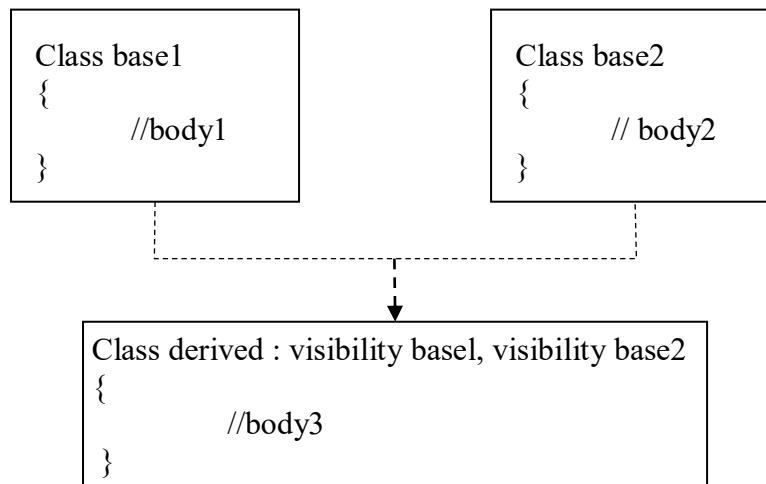 Class base1
{
//body1
}
Class base2
{
// body2
}
Class derived : visibility basel, visibility base2
{
//body3
}